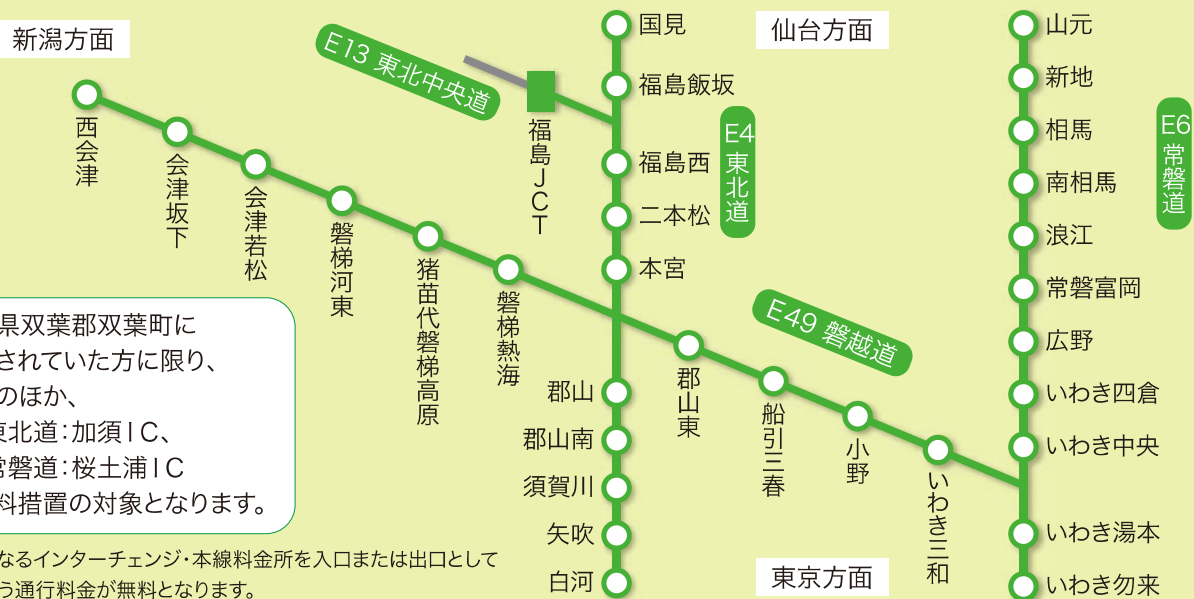 新潟方面
仙台方面
E13 東北中央道
西会津
会津坂下
会津若松
磐梯河東
猪苗代磐梯高原
磐梯熱海
福島JCT
国見
福島飯坂
福島西
二本松
本宮
E4 東北道
郡山
郡山南
須賀川
矢吹
白河
E49 磐越道
郡山東
船引三春
小野
いわき三和
山元
新地
相馬
南相馬
浪江
常磐富岡
広野
いわき四倉
いわき中央
いわき湯本
いわき勿来
E6 常磐道
東京方面
県双葉郡双葉町に
されていた方に限り、
のほか、
東北道:加須IC、
常磐道:桜土浦IC
料措置の対象となります。
なるインターチェンジ・本線料金所を入口または出口として
う通行料金が無料となります。